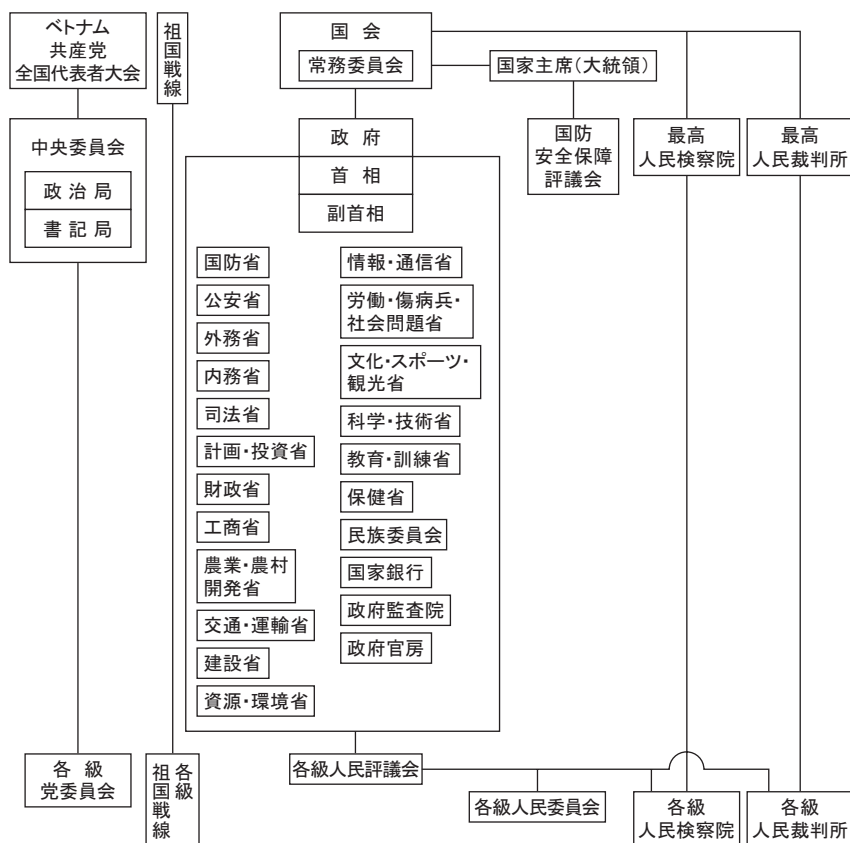 ベトナム
共産党
全国代表者大会
祖国戦線
国会
常務委員会
国家主席(大統領)
中央委員会
政治局
書記局
政府
首相
副首相
国防
安全保障
評議会
最高
人民検察院
最高
人民裁判所
国防省
公安省
外務省
内務省
司法省
計画・投資省
財政省
工商省
農業・農村
開発省
交通・運輸省
建設省
資源・環境省
情報・通信省
労働・傷病兵・
社会問題省
文化・スポーツ・
観光省
科学・技術省
教育・訓練省
保健省
民族委員会
国家銀行
政府監査院
政府官房
各級
党委員会
各級
祖国戦線
各級人民評議会
各級人民委員会
各級
人民検察院
各級
人民裁判所